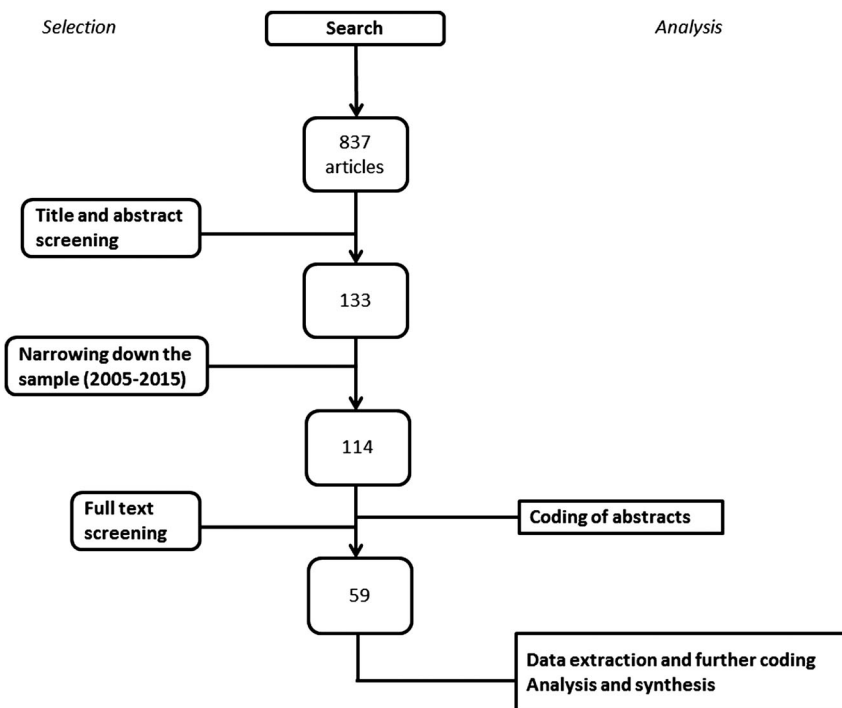 Selection
Search
Analysis
837
articles
Title and abstract
screening
133
Narrowing down the
sample (2005-2015)
114
Full text
screening
Coding of abstracts
59
Data extraction and further coding
Analysis and synthesis